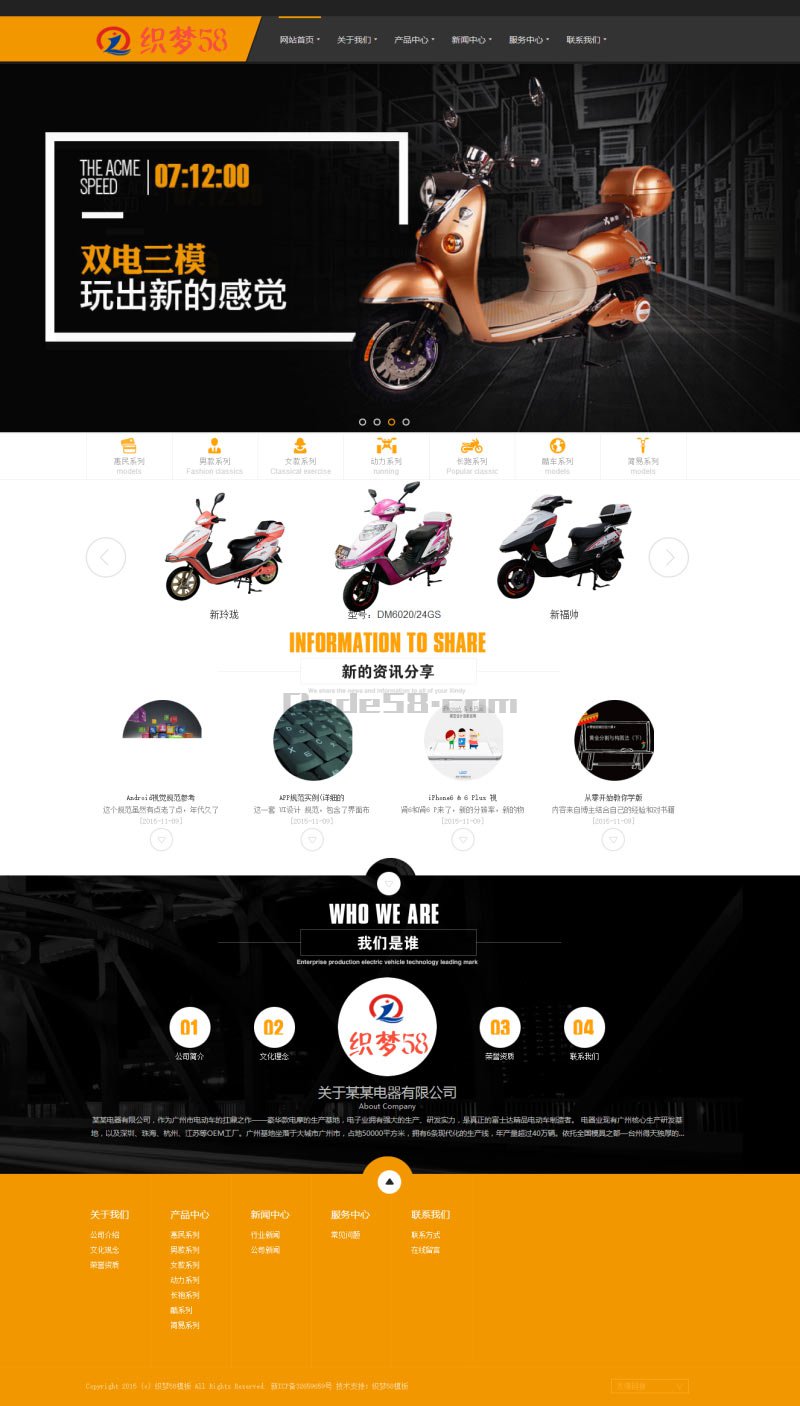 织梦58
网站首页 关于我们 产品中心 新闻中心 服务中心 联系我们
THE ACME SPEED 07:12:00
双电三模
玩出新的感觉
惠民系列 男款系列 女款系列 动力系列 长跑系列 酷车系列 简易系列
models Fashion classics Classical exercise running Popular classic models models
新玲珑 型号：DM6020/24GS 新福帅
INFORMATION TO SHARE
新的资讯分享
We share the news and information to all of your family
Dede58.com
Android视觉规范参考 APP规范实例(详细的 iPhone6 & 6 Plus 视 从零开始教你学版
这个规范虽然有点老了点，年代久了 这一套 UI设计 规范，包含了界面布 肾6和肾6 P来了，新的分辨率，新的物 内容来自博主结合自己的经验和对书籍
[2015-11-09] [2015-11-09] [2015-11-09] [2015-11-09]
WHO WE ARE
我们是谁
Enterprise production electric vehicle technology leading mark
01 02 织梦58 03 04
公司简介 文化理念 荣誉资质 联系我们
关于某某电器有限公司
About Company
某某电器有限公司，作为广州市电动车的扛鼎之作——豪华款电摩的生产基地，电子业拥有强大的生产、研发实力，是真正的富士达精品电动车制造者。 电器业现有广州核心生产研发基
地，以及深圳、珠海、杭州、江苏等OEM工厂。广州基地坐落于大城市广州市，占地50000平方米，拥有6条现代化的生产线，年产量超过40万辆。依托全国模具之都—台州得天独厚的...
关于我们 产品中心 新闻中心 服务中心 联系我们
公司介绍 惠民系列 行业新闻 常见问题 联系方式
文化观念 男款系列 公司新闻 在线留言
荣誉资质 女款系列
动力系列
长跑系列
酷系列
简易系列
Copyright 2015 (c) 织梦58模板 All Rights Reserved. 技术支持：织梦58模板
友情链接